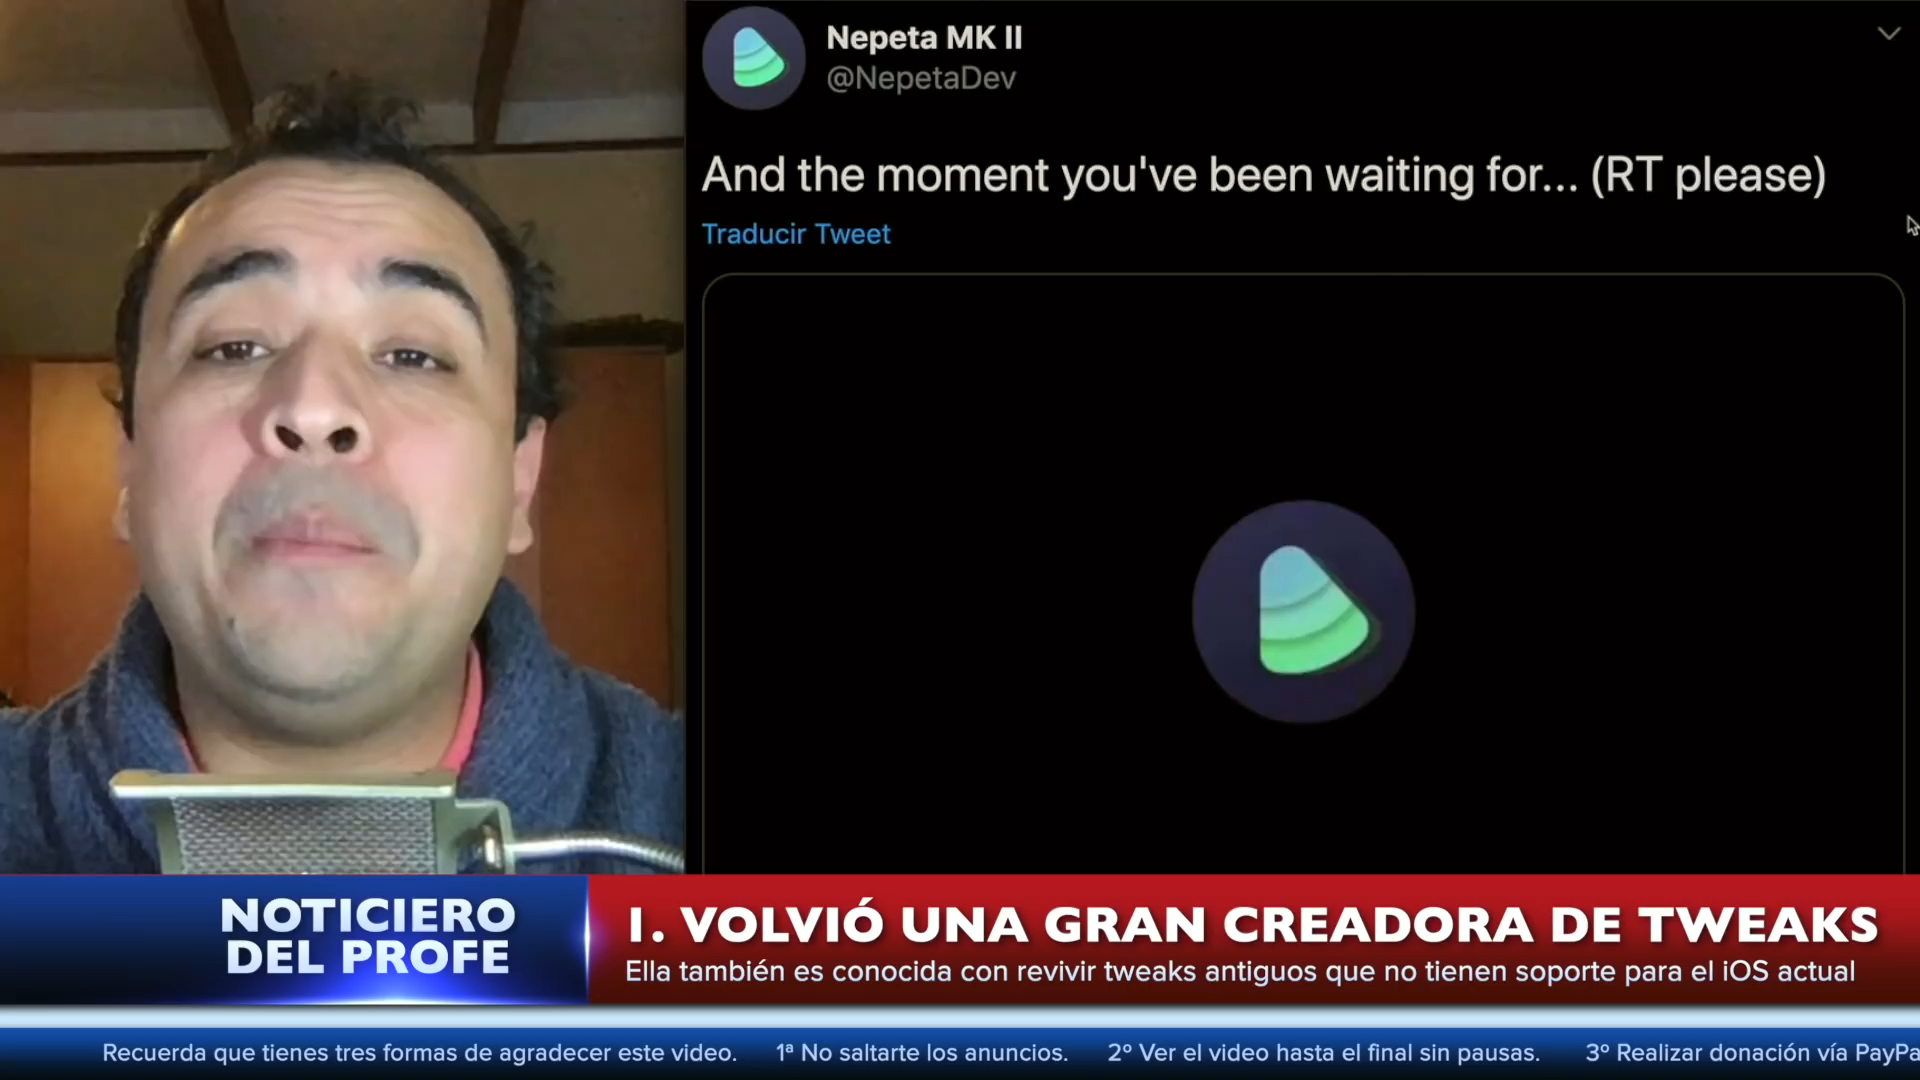 Nepeta MK II
@NepetaDev
And the moment you've been waiting for... (RT please)
Traducir Tweet
NOTICIERO
DEL PROFE
1. VOLVIÓ UNA GRAN CREADORA DE TWEAKS
Ella también es conocida con revivir tweaks antiguos que no tienen soporte para el iOS actual
Recuerda que tienes tres formas de agradecer este video. 1ª No saltarte los anuncios. 2º Ver el video hasta el final sin pausas. 3º Realizar donación vía PayPa